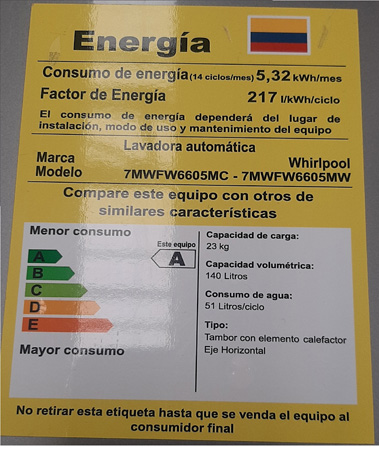 Energía
Consumo de energía(14 ciclos/mes) 5,32 kWh/mes
Factor de Energía 217 l/kWh/ciclo
El consumo de energía dependerá del lugar de
instalación, modo de uso y mantenimiento del equipo
Lavadora automática
Marca Whirlpool
Modelo 7MWFW6605MC - 7MWFW6605MW
Compare este equipo con otros de
similares características
Menor consumo
Este equipo
A
A
B
C
D
E
Mayor consumo
Capacidad de carga:
23 kg
Capacidad volumétrica:
140 Litros
Consumo de agua:
51 Litros/ciclo
Tipo:
Tambor con elemento calefactor
Eje Horizontal
No retirar esta etiqueta hasta que se venda el equipo al
consumidor final